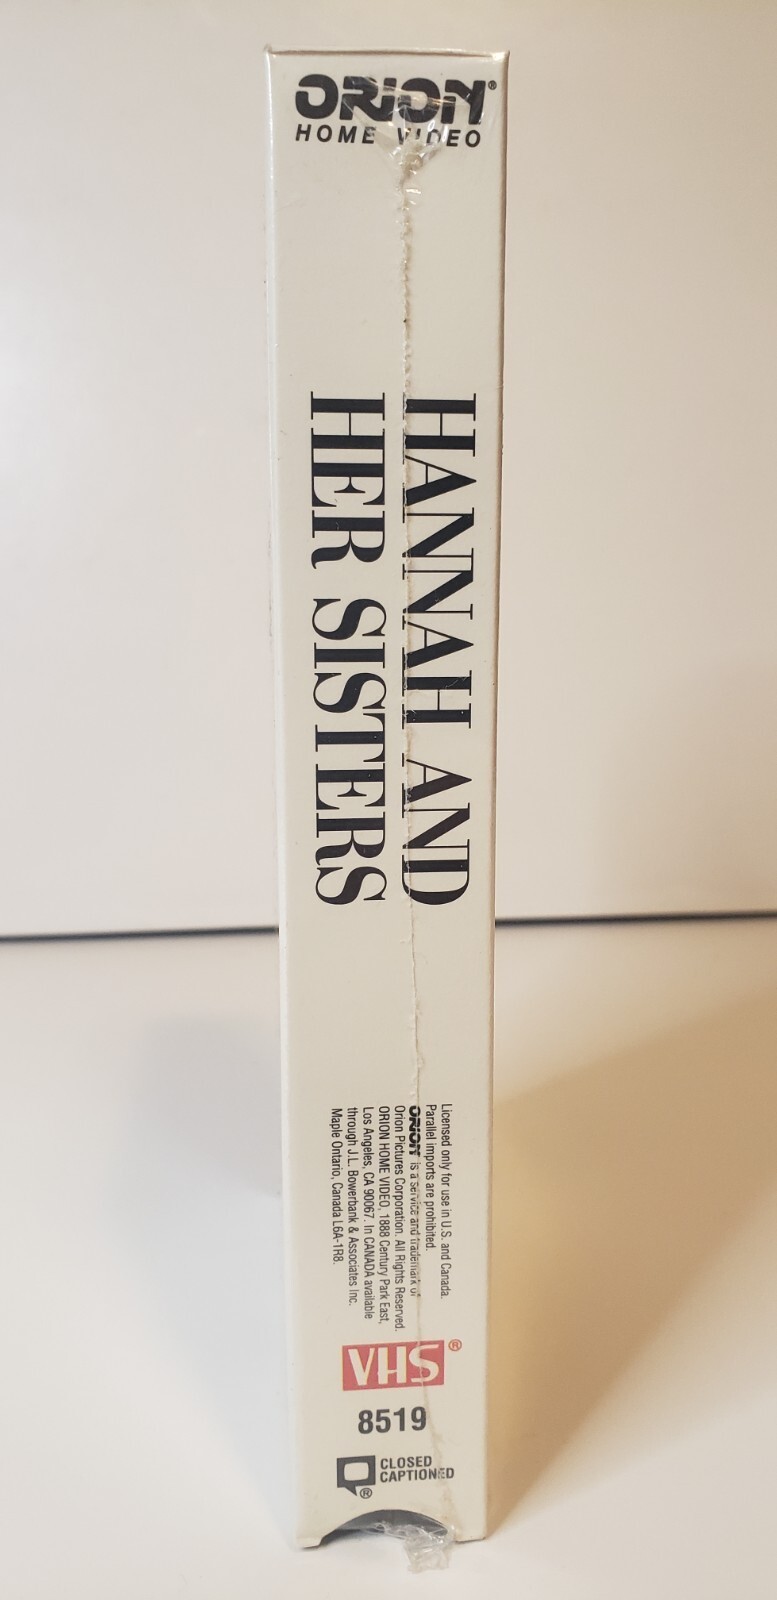 ORION®
HOME VIDEO
HANNAH AND
HER SISTERS
Licensed only for use in U.S. and Canada.
Parallel imports are prohibited.
ORION is a service and trademark of
Orion Pictures Corporation. All Rights Reserved.
ORION HOME VIDEO, 1888 Century Park East,
Los Angeles, CA 90067. In CANADA available
through J.L. Bowerbank & Associates Inc.
Maple Ontario, Canada L6A-1R8.
VHS®
8519
CLOSED
CAPTIONED
®